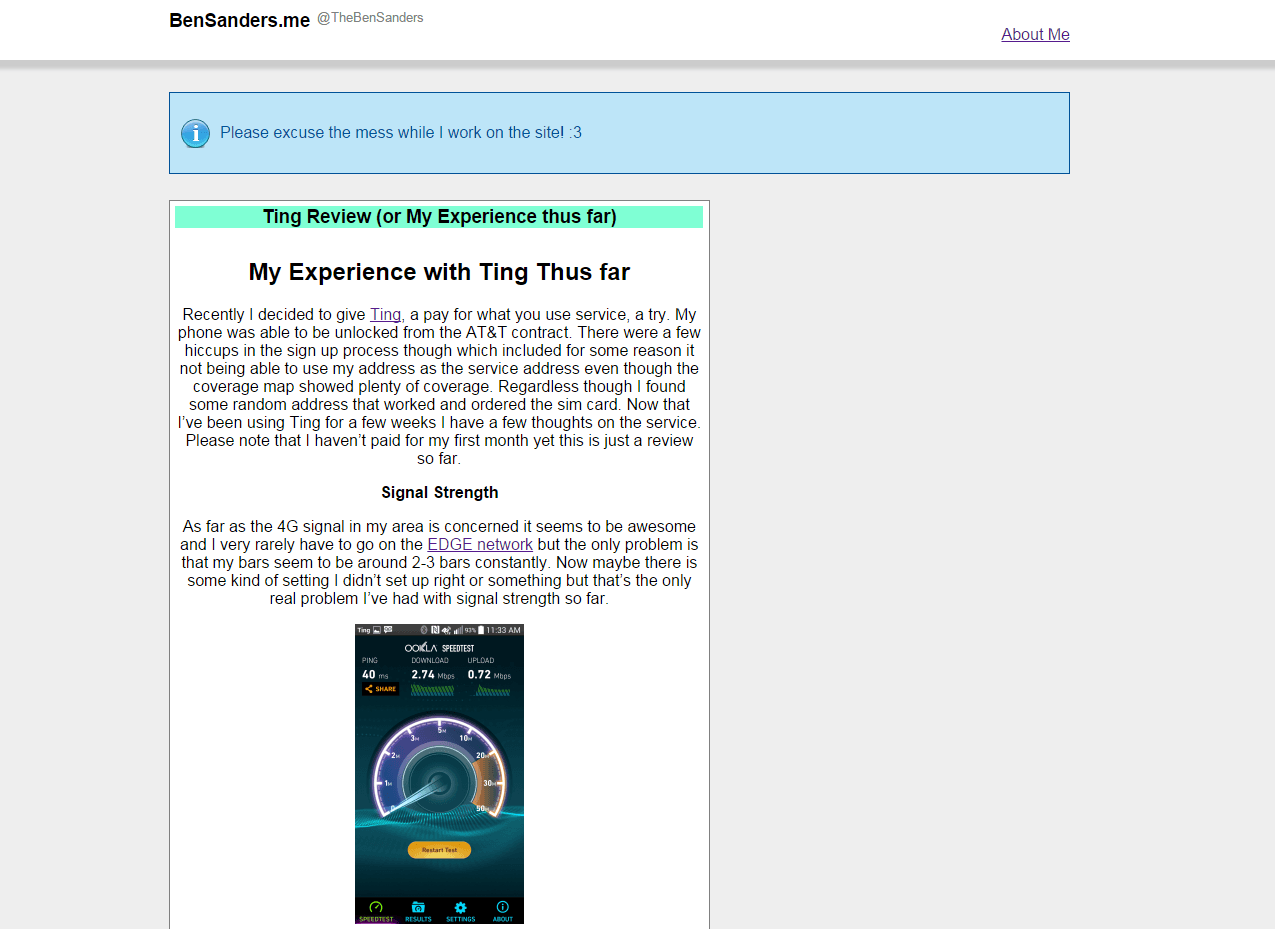 BenSanders.me @TheBenSanders
About Me
Please excuse the mess while I work on the site! :3
Ting Review (or My Experience thus far)
My Experience with Ting Thus far
Recently I decided to give Ting, a pay for what you use service, a try. My
phone was able to be unlocked from the AT&T contract. There were a few
hiccups in the sign up process though which included for some reason it
not being able to use my address as the service address even though the
coverage map showed plenty of coverage. Regardless though I found
some random address that worked and ordered the sim card. Now that
I’ve been using Ting for a few weeks I have a few thoughts on the service.
Please note that I haven’t paid for my first month yet this is just a review
so far.
Signal Strength
As far as the 4G signal in my area is concerned it seems to be awesome
and I very rarely have to go on the EDGE network but the only problem is
that my bars seem to be around 2-3 bars constantly. Now maybe there is
some kind of setting I didn’t set up right or something but that’s the only
real problem I’ve had with signal strength so far.
Ting 93% 11:33 AM
OOKLA SPEEDTEST
PING DOWNLOAD UPLOAD
40 ms 2.74 Mbps 0.72 Mbps
SHARE
5M
3M 10M
2M 20M
1M 30M
0 50M
Restart Test
SPEEDTEST RESULTS SETTINGS ABOUT